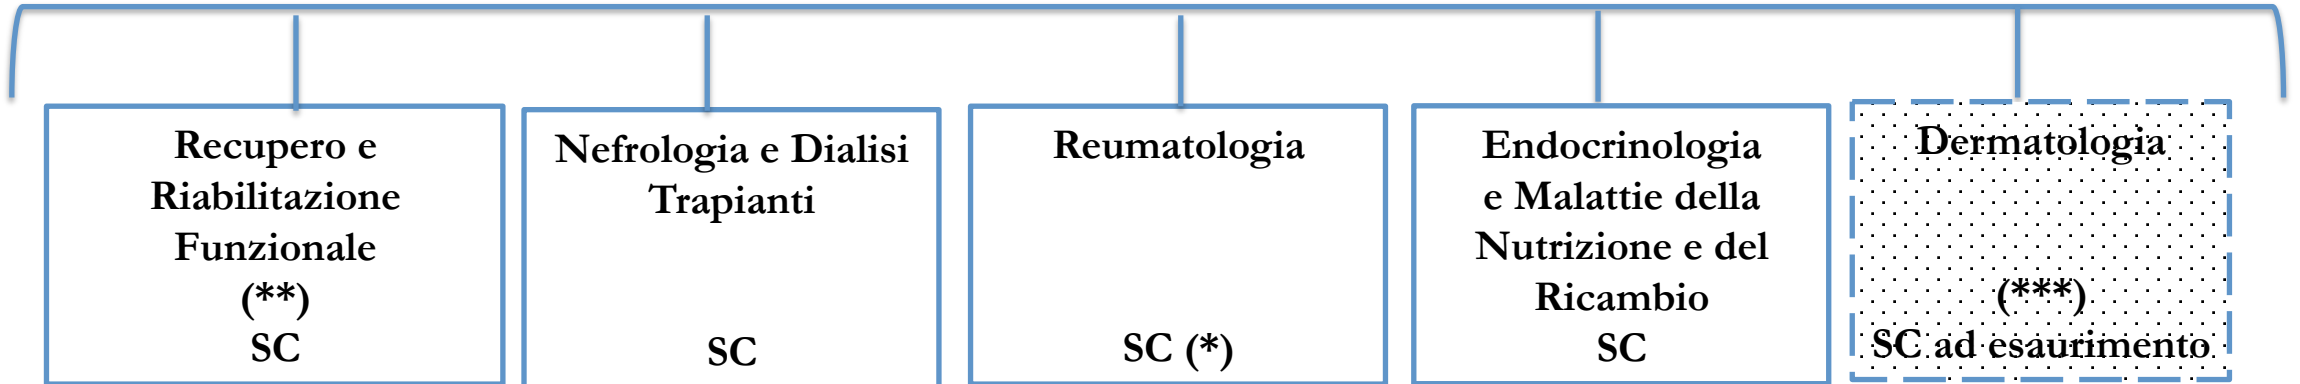 Recupero e
Riabilitazione
Funzionale
(**)
SC
Nefrologia e Dialisi
Trapianti
SC
Reumatologia
SC (*)
Endocrinologia
e Malattie della
Nutrizione e del
Ricambio
SC
Dermatologia
(***)
SC ad esaurimento